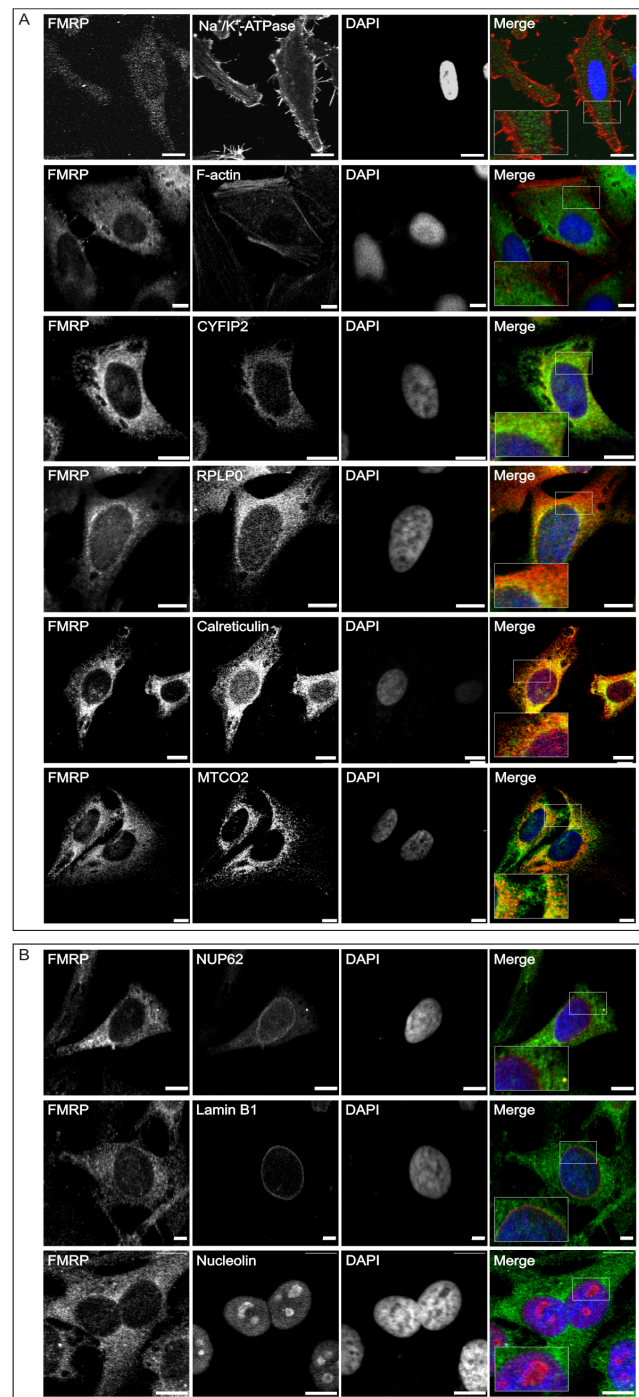 A
FMRP Na⁺/K⁺-ATPase DAPI Merge
FMRP F-actin DAPI Merge
FMRP CYFIP2 DAPI Merge
FMRP RPLP0 DAPI Merge
FMRP Calreticulin DAPI Merge
FMRP MTCO2 DAPI Merge
B
FMRP NUP62 DAPI Merge
FMRP Lamin B1 DAPI Merge
FMRP Nucleolin DAPI Merge